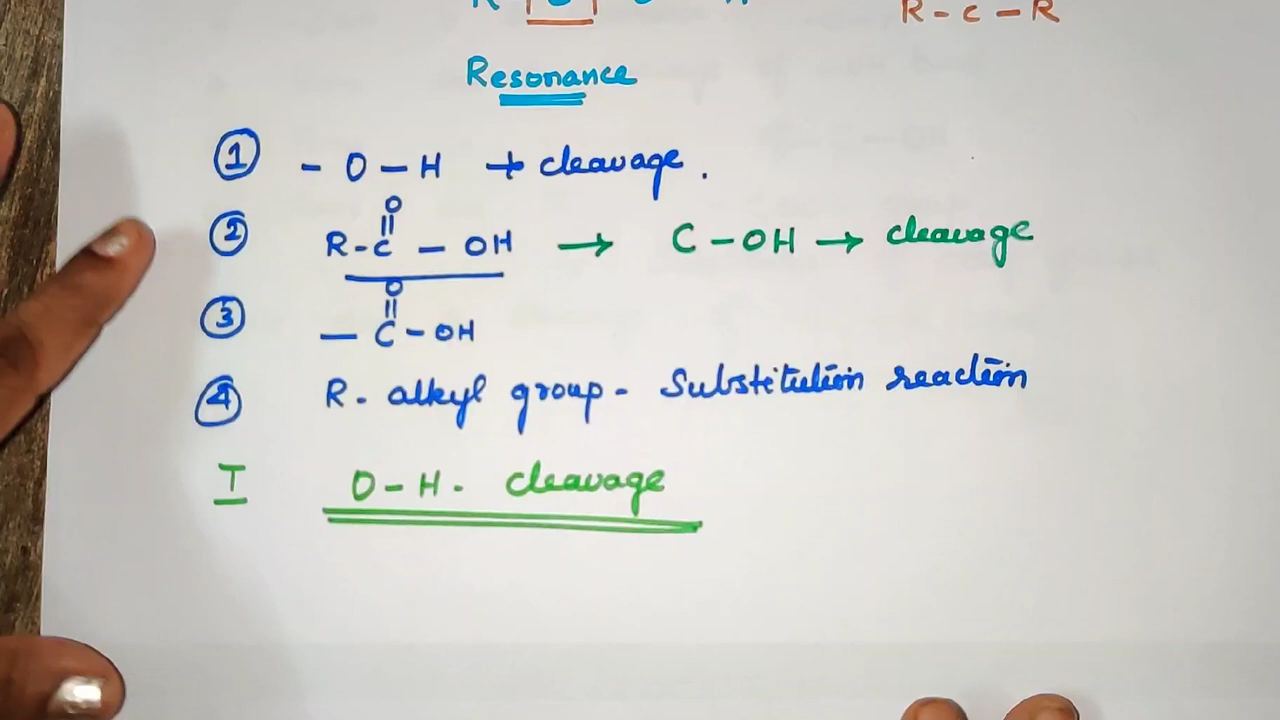 R - C - R
Resonance
① - O - H → cleavage.
② R - C - OH → C - OH → cleavage
O
||
③ - C - OH
O
||
④ R - alkyl group - Substitution reaction
I O - H - cleavage